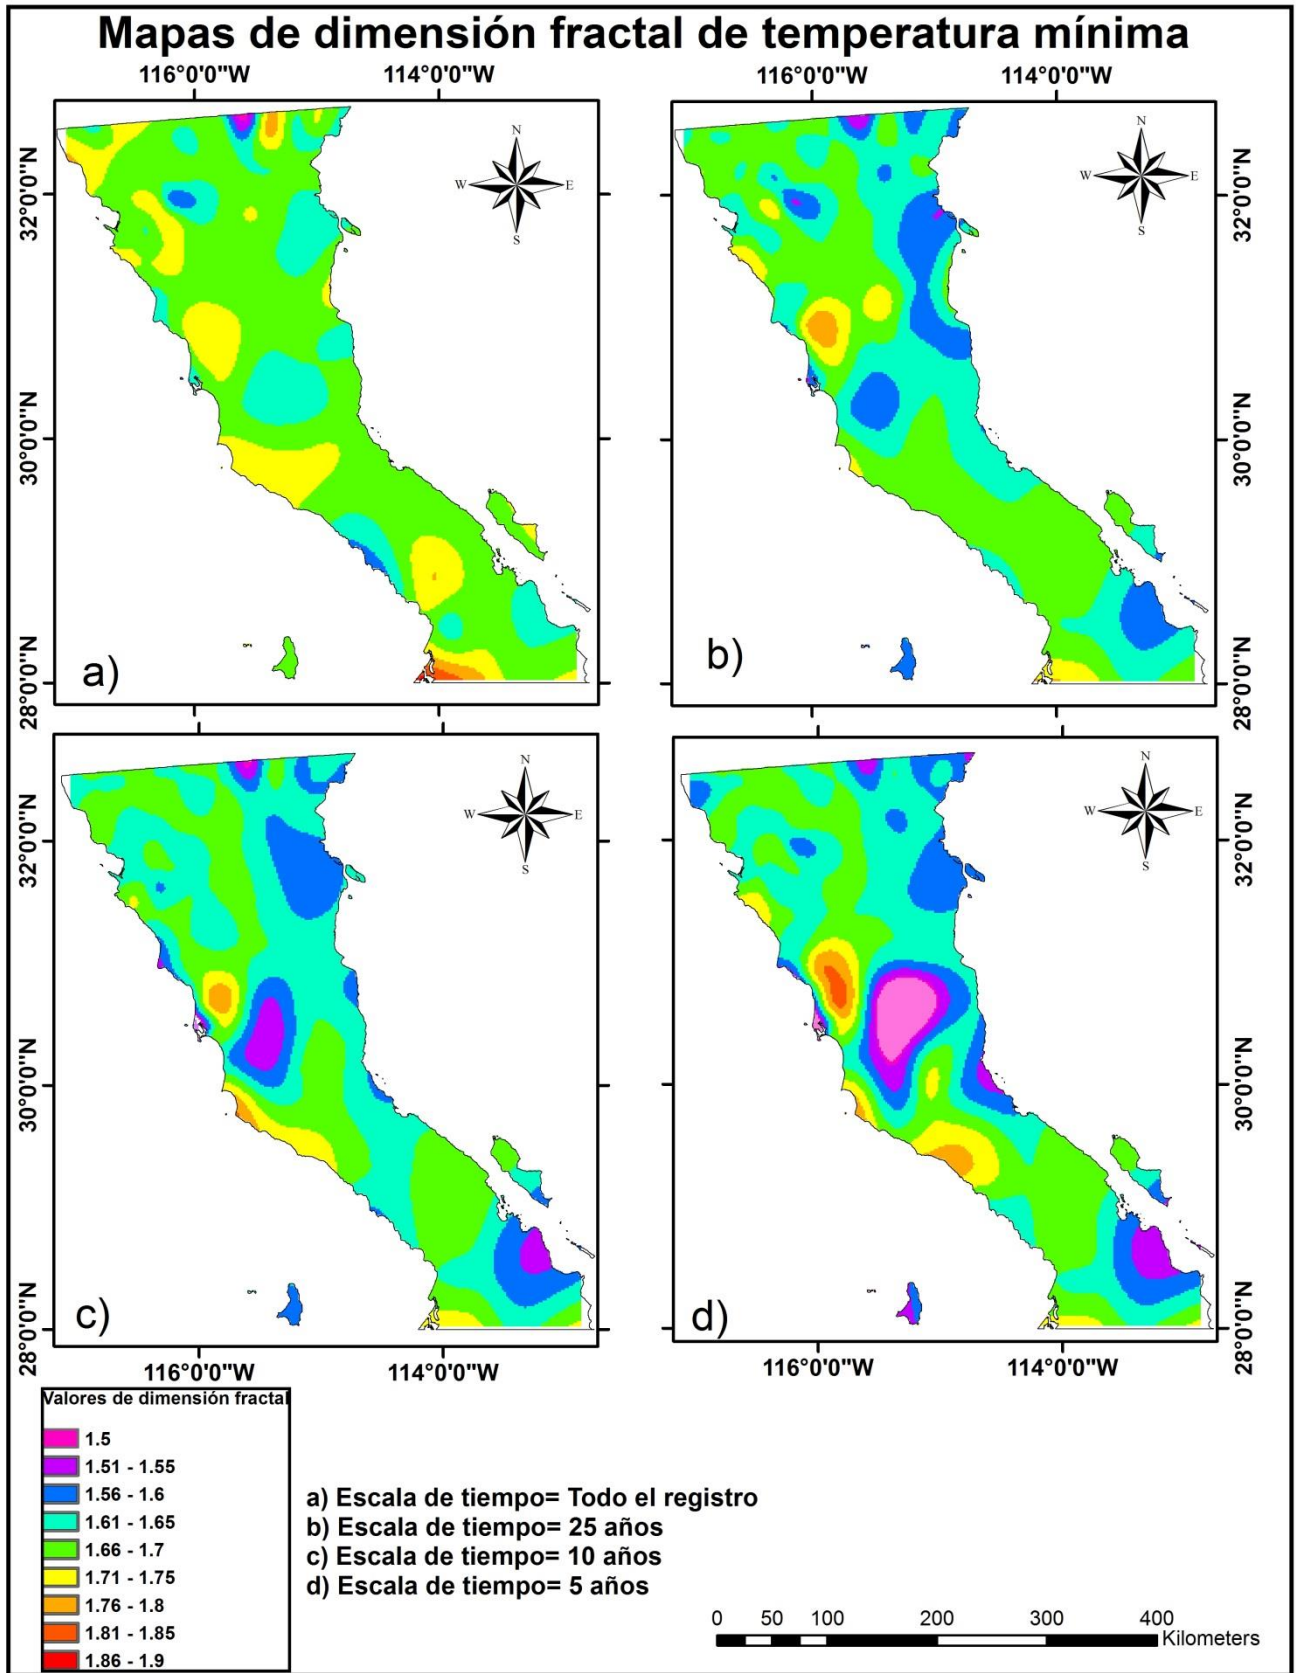 Mapas de dimensión fractal de temperatura mínima
116°0'0"W 114°0'0"W 116°0'0"W 114°0'0"W
32°0'0"N
30°0'0"N
28°0'0"N
N
W E
S
a)
N
W E
S
b)
32°0'0"N
30°0'0"N
28°0'0"N
32°0'0"N
30°0'0"N
28°0'0"N
N
W E
S
c)
N
W E
S
d)
32°0'0"N
30°0'0"N
28°0'0"N
116°0'0"W 114°0'0"W 116°0'0"W 114°0'0"W
Valores de dimensión fractal
1.5
1.51 - 1.55
1.56 - 1.6
1.61 - 1.65
1.66 - 1.7
1.71 - 1.75
1.76 - 1.8
1.81 - 1.85
1.86 - 1.9
a) Escala de tiempo= Todo el registro
b) Escala de tiempo= 25 años
c) Escala de tiempo= 10 años
d) Escala de tiempo= 5 años
0 50 100 200 300 400
Kilometers